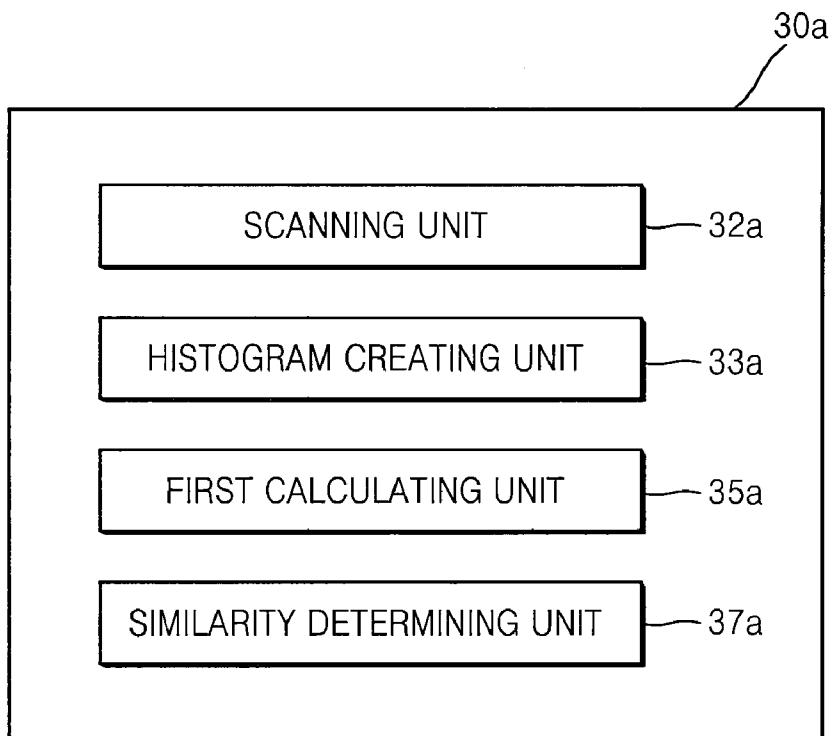 30a
SCANNING UNIT 32a
HISTOGRAM CREATING UNIT 33a
FIRST CALCULATING UNIT 35a
SIMILARITY DETERMINING UNIT 37a